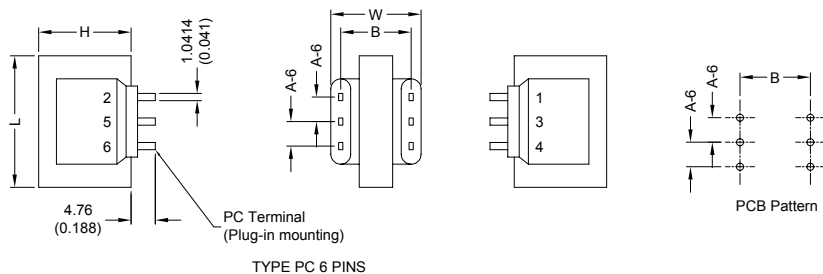 H
1.0414
(0.041)
L
2
5
6
4.76
(0.188)
PC Terminal
(Plug-in mounting)
W
B
A-6
A-6
1
3
4
B
A-6
A-6
PCB Pattern
TYPE PC 6 PINS